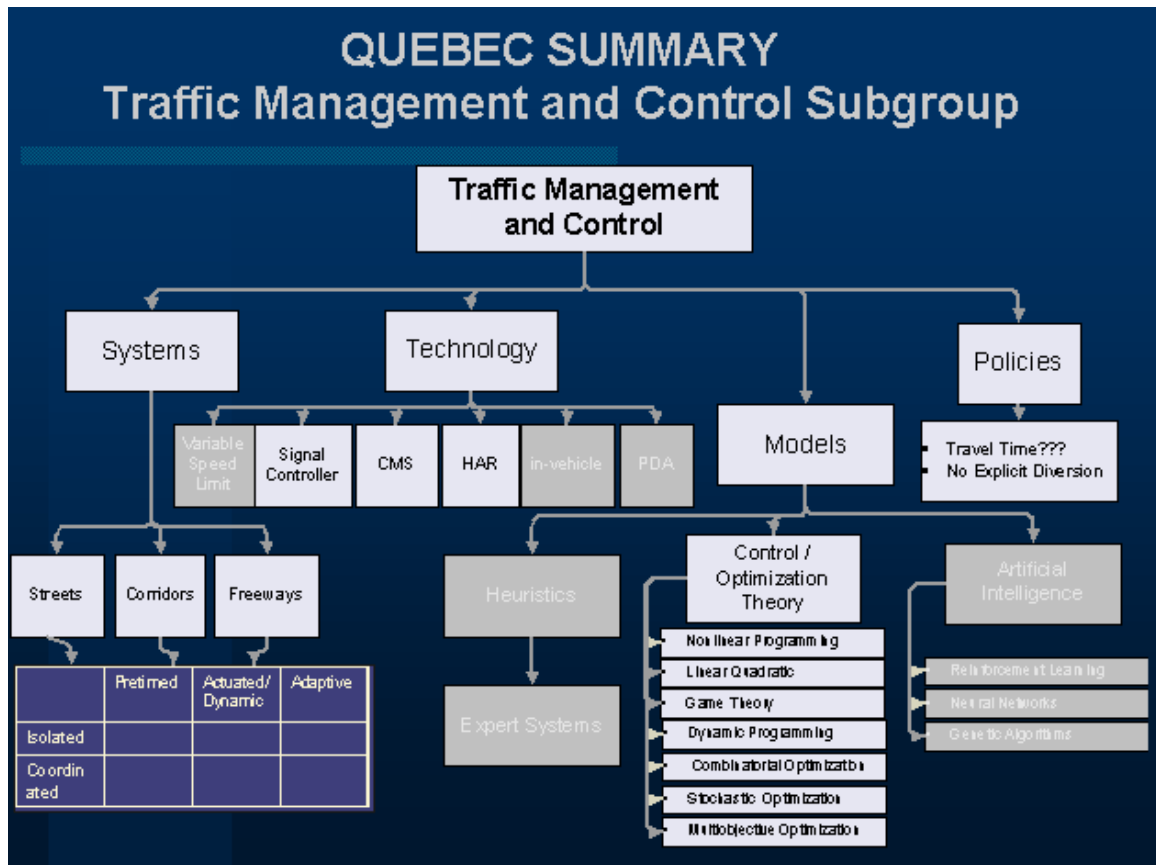 QUEBEC SUMMARY
Traffic Management and Control Subgroup
Traffic Management
and Control
Systems
Technology
Models
Policies
Variable
Speed
Limit
Signal
Controller
CMS
HAR
in-vehicle
PDA
Travel Time???
No Explicit Diversion
Streets
Corridors
Freeways
Heuristics
Control /
Optimization
Theory
Artificial
Intelligence
Pretimed
Actuated/
Dynamic
Adaptive
Isolated
Coordin
ated
Expert Systems
Nonlinear Programming
Linear Quadratic
Game Theory
Dynamic Programming
Combinatorial Optimization
Stochastic Optimization
Multiobjective Optimization
Reinforcement Learning
Neural Networks
Genetic Algorithms